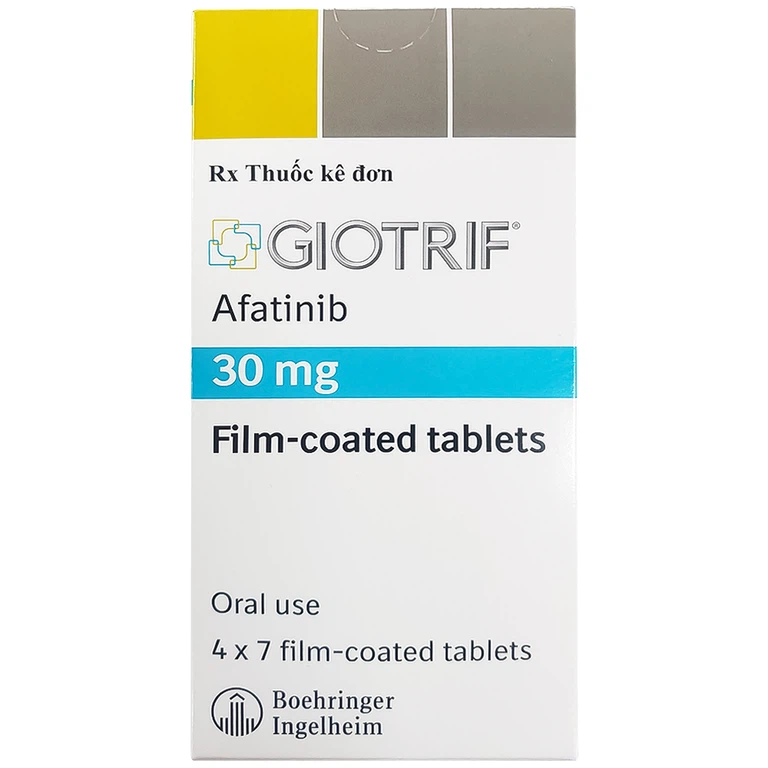 Rx Thuốc kê đơn
GIOTRIF®
Afatinib
30 mg
Film-coated tablets
Oral use
4 x 7 film-coated tablets
Boehringer
Ingelheim